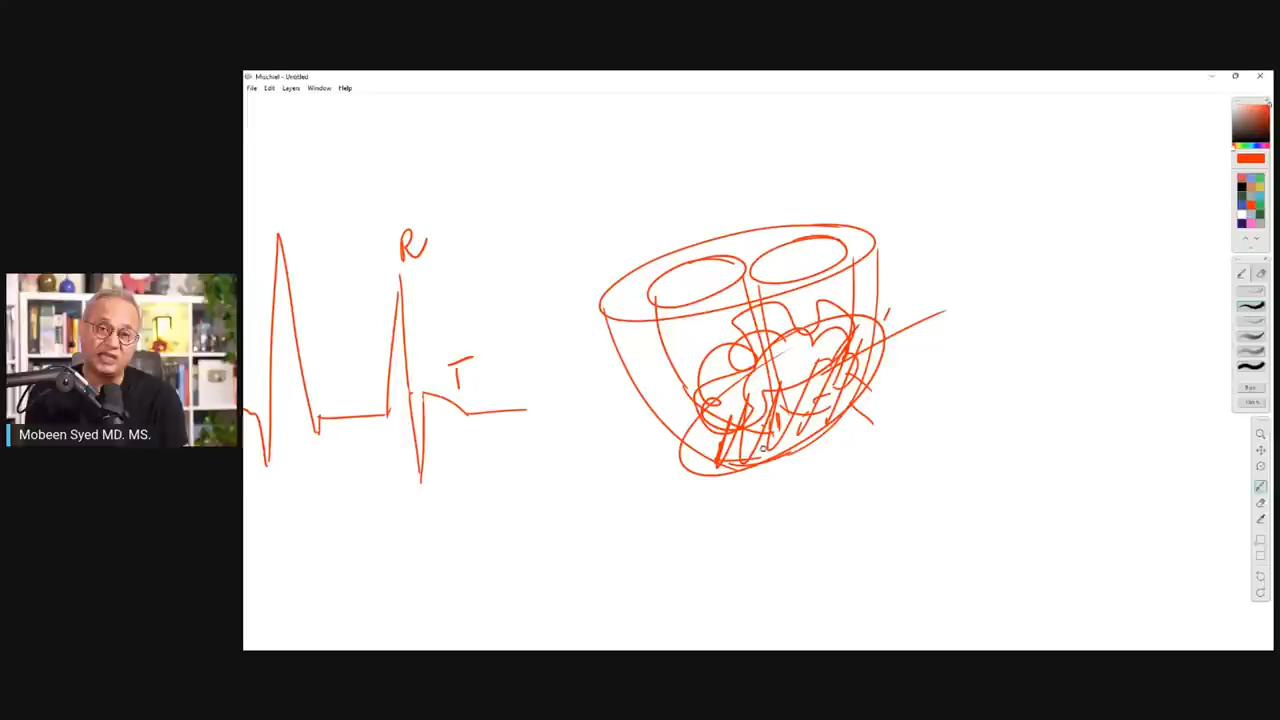 Mischief - Untitled
File Edit Layers Window Help
R
T
Mobeen Syed MD. MS.